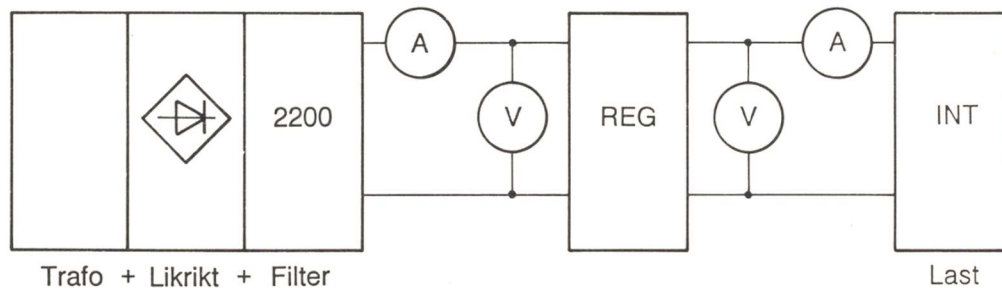 A
A
2200
V
REG
V
INT
Trafo + Likrikt + Filter
Last